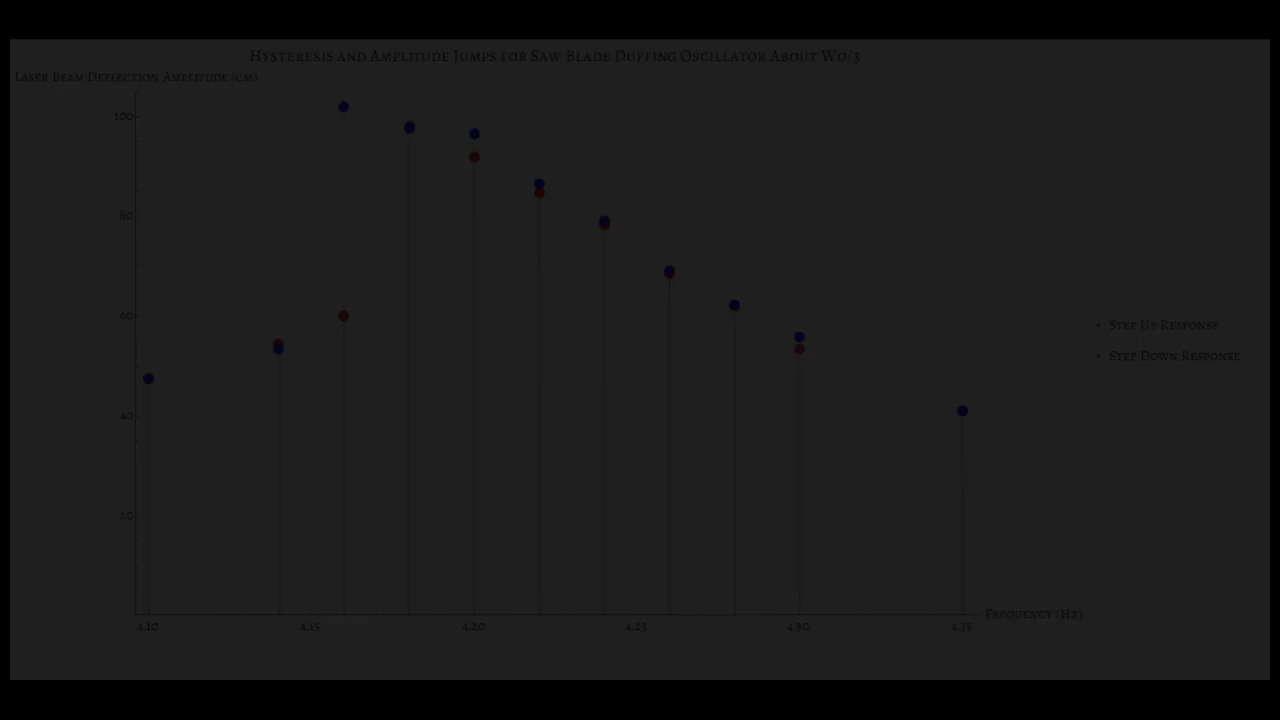 Hysteresis and Amplitude Jumps for Saw Blade Duffing Oscillator About W0/3
Laser Beam Deflection Amplitude (cm)
100
80
60
Step Up Response
Step Down Response
40
20
Frequency (Hz)
4.10 4.15 4.20 4.25 4.30 4.35